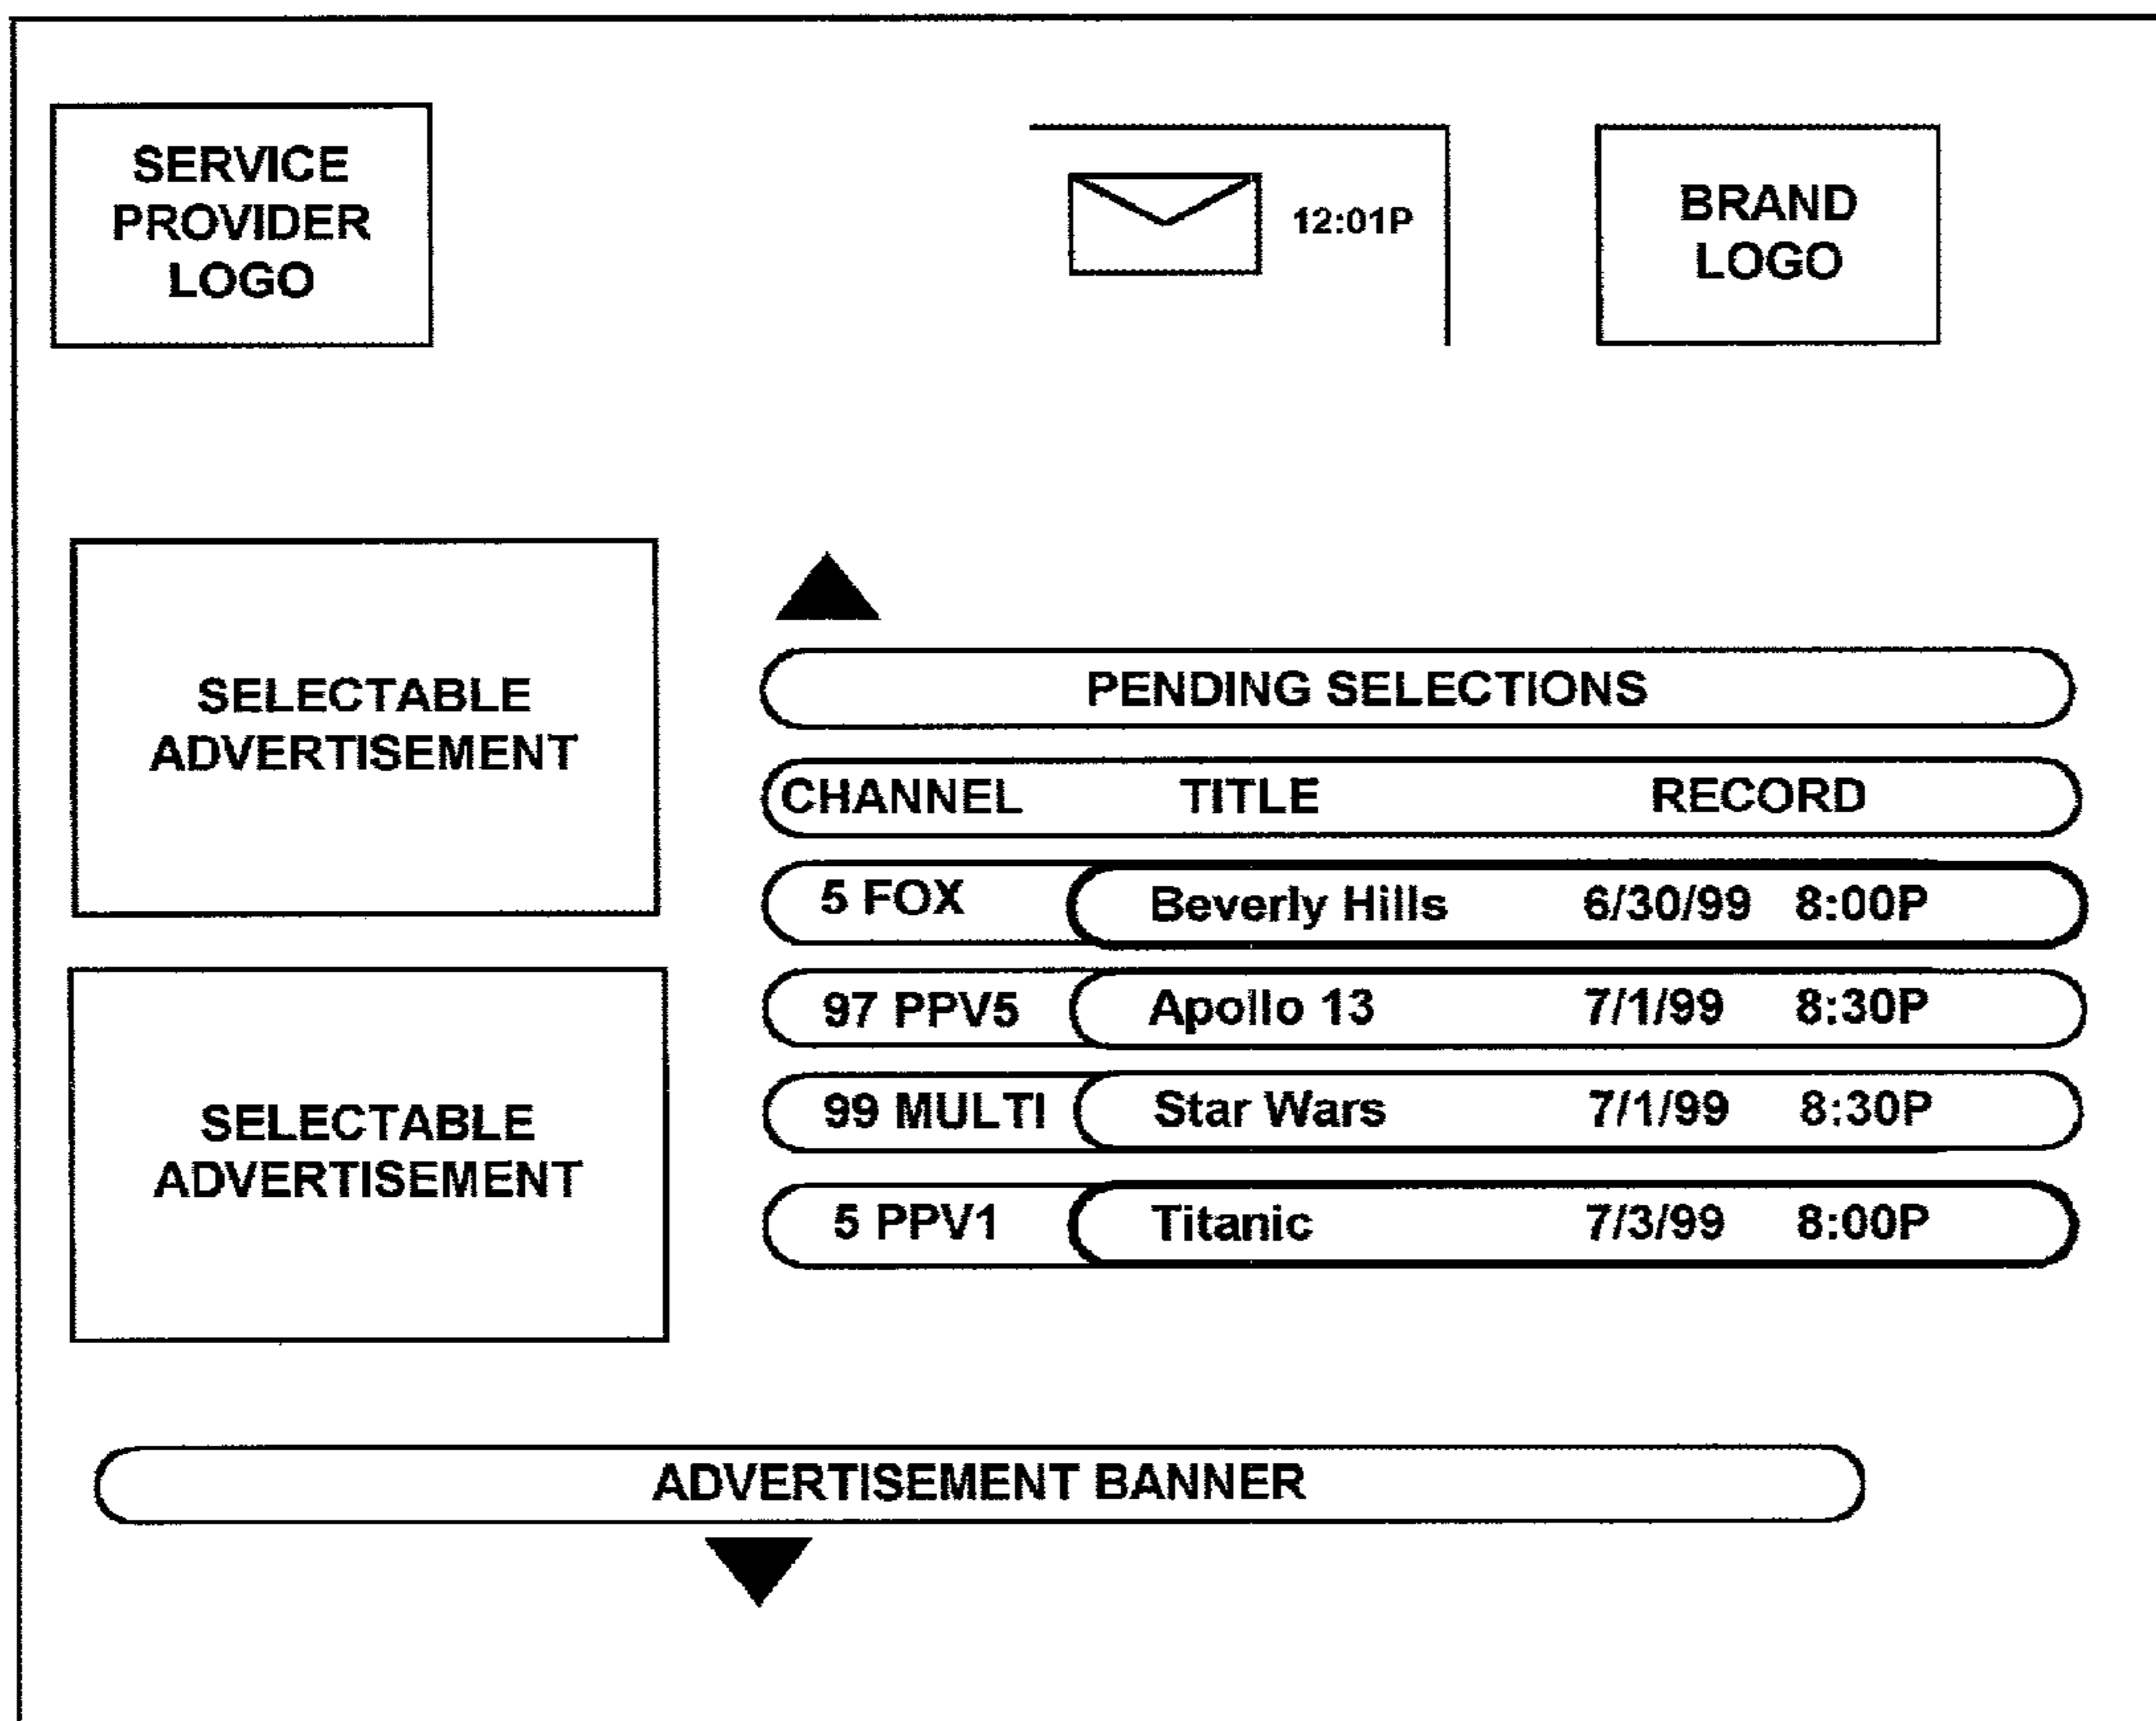 SERVICE
PROVIDER
LOGO
12:01P
BRAND
LOGO
SELECTABLE
ADVERTISEMENT
SELECTABLE
ADVERTISEMENT
PENDING SELECTIONS
CHANNEL TITLE RECORD
5 FOX Beverly Hills 6/30/99 8:00P
97 PPV5 Apollo 13 7/1/99 8:30P
99 MULTI Star Wars 7/1/99 8:30P
5 PPV1 Titanic 7/3/99 8:00P
ADVERTISEMENT BANNER